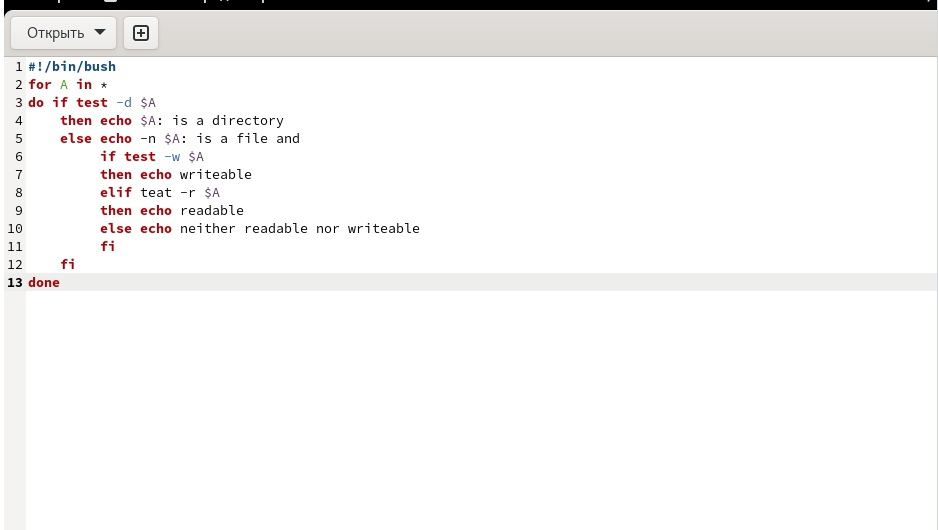 Открыть
1 #!/bin/bush
2 for A in *
3 do if test -d $A
4 then echo $A: is a directory
5 else echo -n $A: is a file and
6 if test -w $A
7 then echo writeable
8 elif teat -r $A
9 then echo readable
10 else echo neither readable nor writeable
11 fi
12 fi
13 done